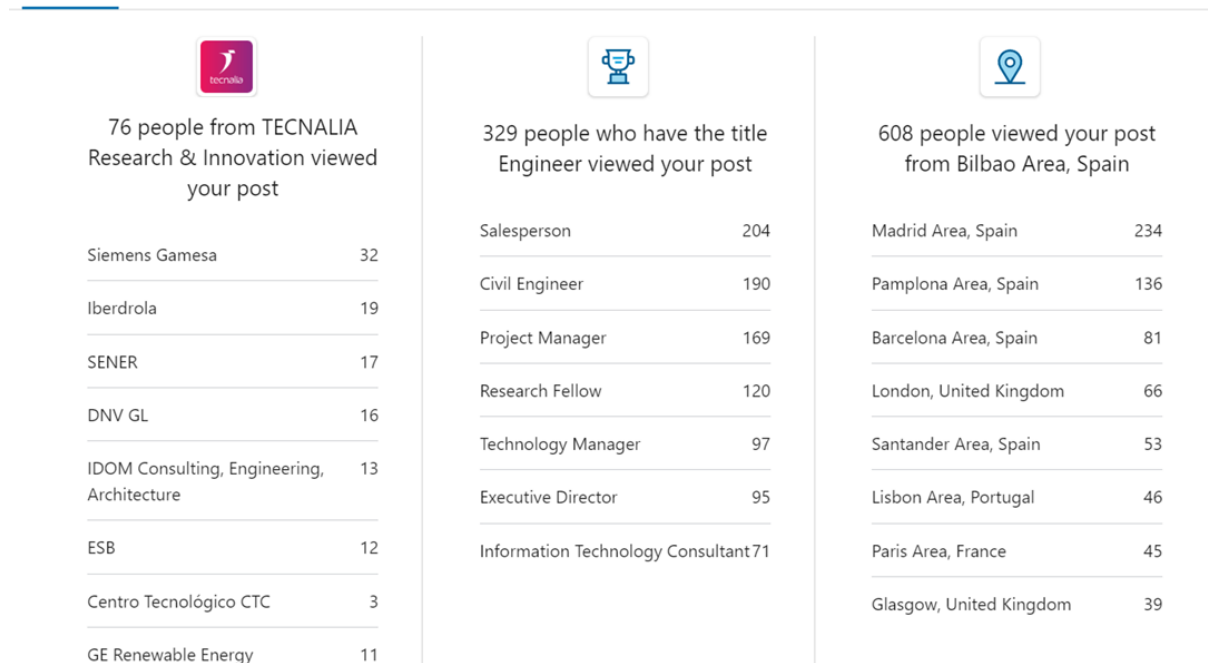 tecnalia
76 people from TECNALIA
Research & Innovation viewed
your post
Siemens Gamesa 32
Iberdrola 19
SENER 17
DNV GL 16
IDOM Consulting, Engineering, 13
Architecture
ESB 12
Centro Tecnológico CTC 3
GE Renewable Energy 11
329 people who have the title
Engineer viewed your post
Salesperson 204
Civil Engineer 190
Project Manager 169
Research Fellow 120
Technology Manager 97
Executive Director 95
Information Technology Consultant 71
608 people viewed your post
from Bilbao Area, Spain
Madrid Area, Spain 234
Pamplona Area, Spain 136
Barcelona Area, Spain 81
London, United Kingdom 66
Santander Area, Spain 53
Lisbon Area, Portugal 46
Paris Area, France 45
Glasgow, United Kingdom 39